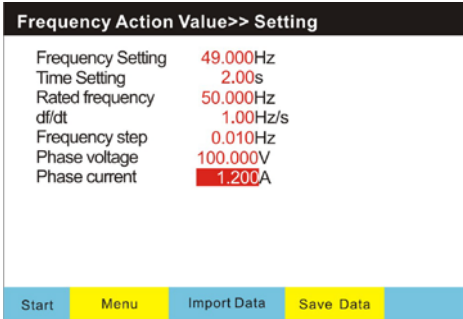 Frequency Action Value>> Setting
Frequency Setting 49.000Hz
Time Setting 2.00s
Rated frequency 50.000Hz
df/dt 1.00Hz/s
Frequency step 0.010Hz
Phase voltage 100.000V
Phase current 1.200A
Start Menu Import Data Save Data